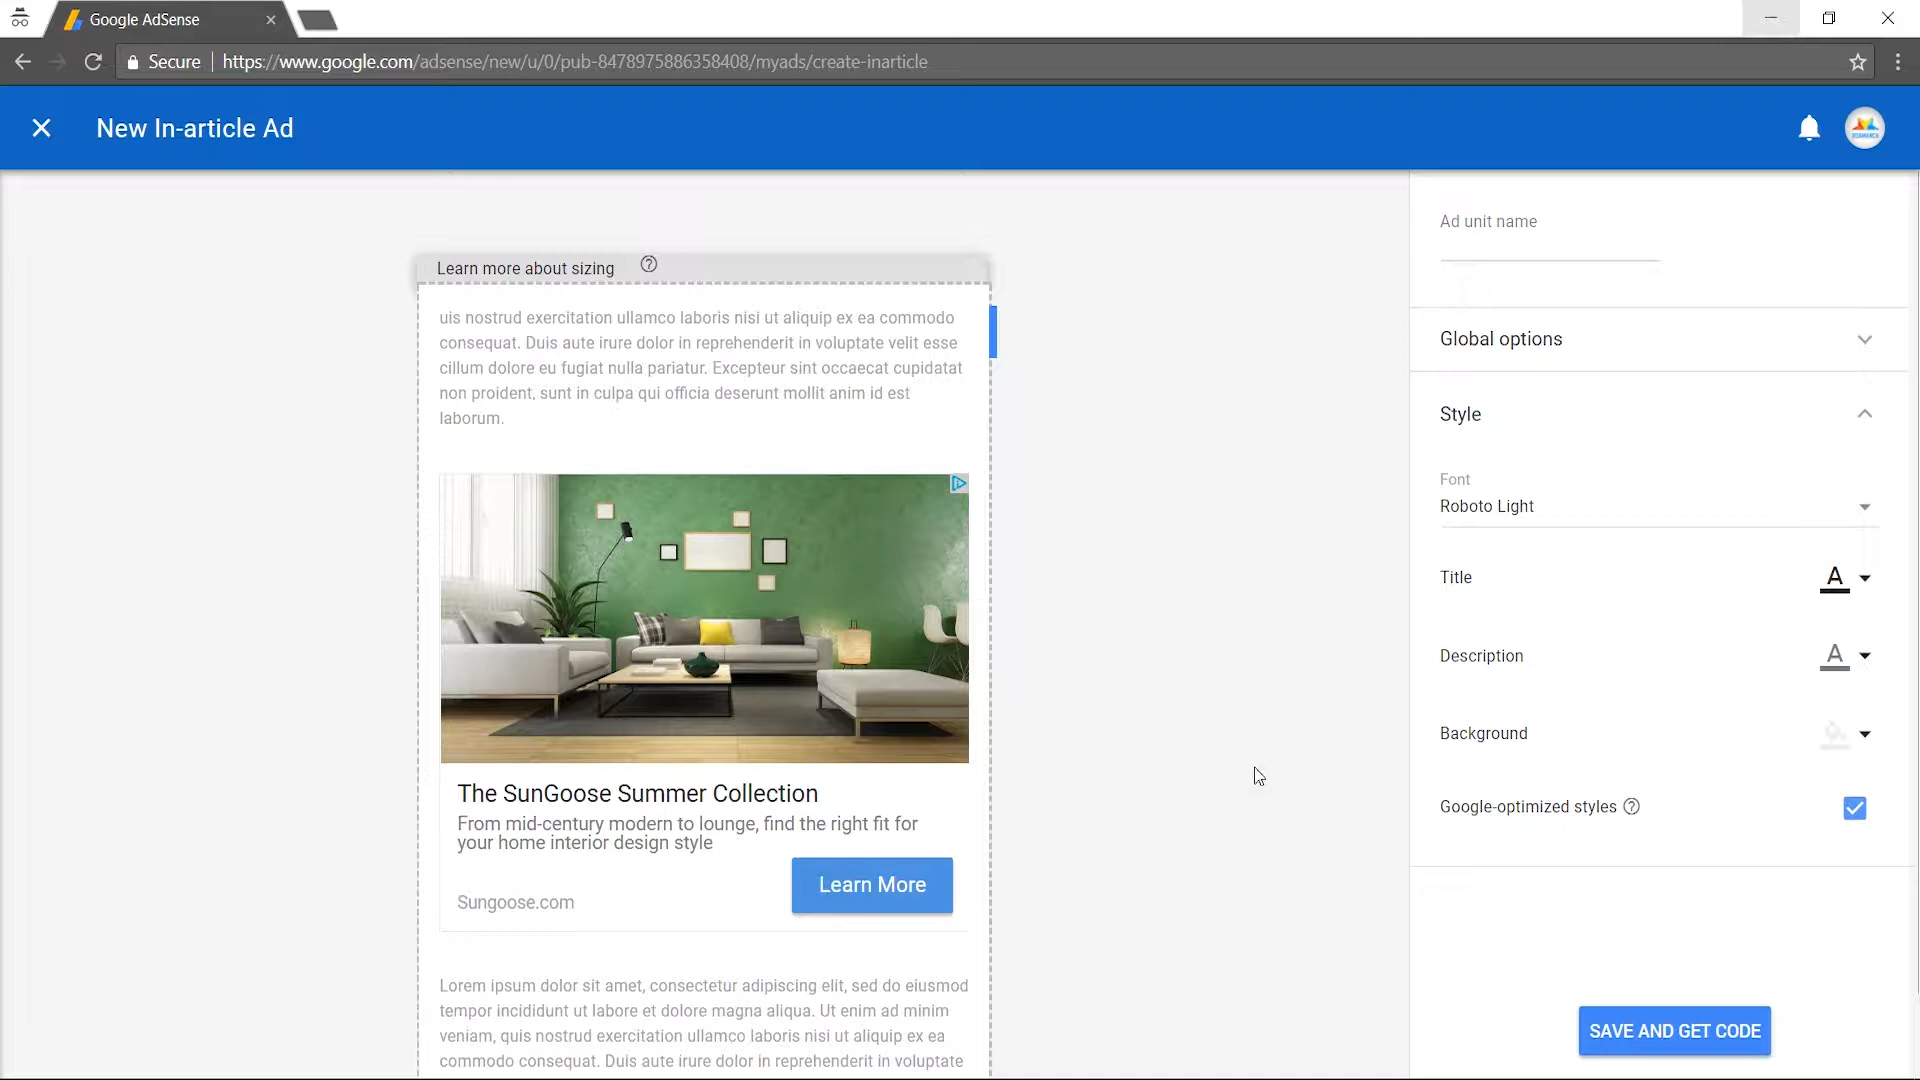 Google AdSense
Secure
https://www.google.com/adsense/new/u/0/pub-8478975886358408/myads/create-inarticle
New In-article Ad
Learn more about sizing
uis nostrud exercitation ullamco laboris nisi ut aliquip ex ea commodo
consequat. Duis aute irure dolor in reprehenderit in voluptate velit esse
cillum dolore eu fugiat nulla pariatur. Excepteur sint occaecat cupidatat
non proident, sunt in culpa qui officia deserunt mollit anim id est
laborum.
The SunGoose Summer Collection
From mid-century modern to lounge, find the right fit for
your home interior design style
Learn More
Sungoose.com
Lorem ipsum dolor sit amet, consectetur adipiscing elit, sed do eiusmod
tempor incididunt ut labore et dolore magna aliqua. Ut enim ad minim
veniam, quis nostrud exercitation ullamco laboris nisi ut aliquip ex ea
commodo consequat. Duis aute irure dolor in reprehenderit in voluptate
Ad unit name
Global options
Style
Font
Roboto Light
Title
A
Description
A
Background
Google-optimized styles
SAVE AND GET CODE